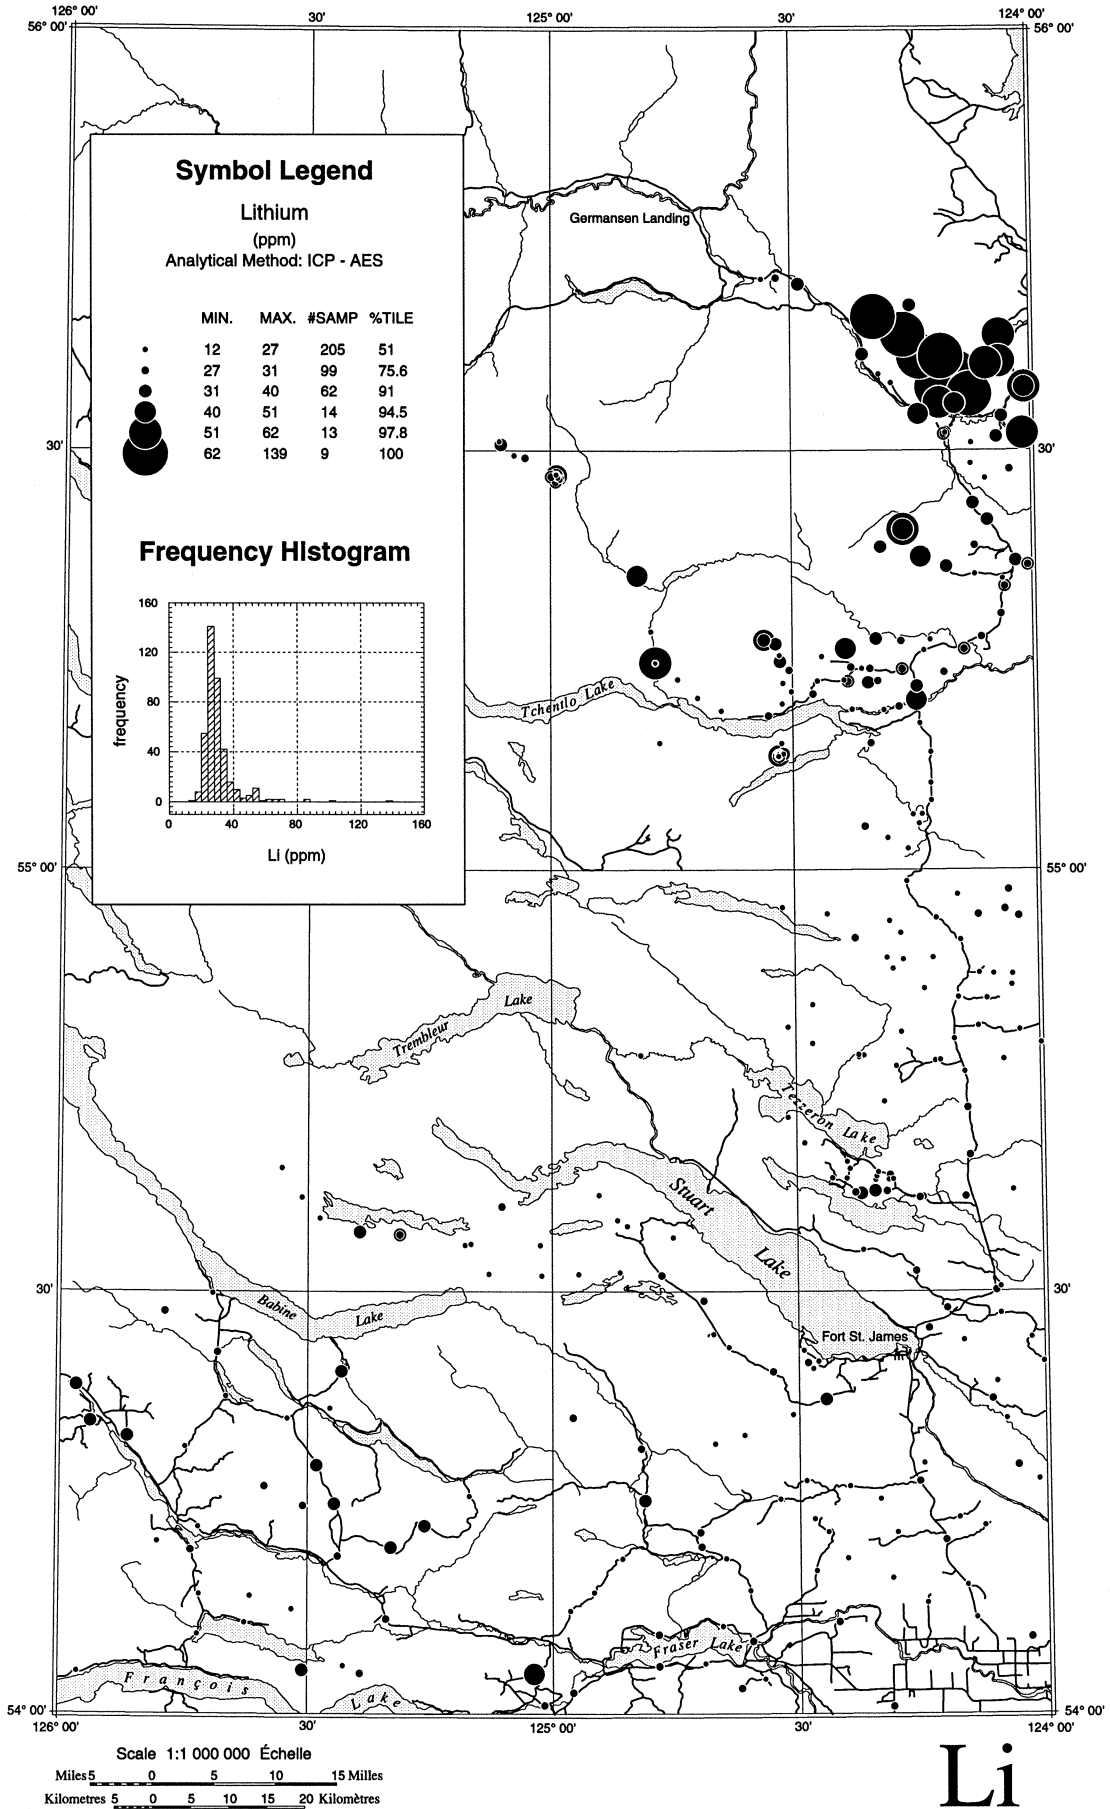 126° 00'
30'
125° 00'
30'
124° 00'
56° 00'
56° 00'
Symbol Legend
Lithium
(ppm)
Analytical Method: ICP - AES
MIN. MAX. #SAMP %TILE
12 27 205 51
27 31 99 75.6
31 40 62 91
40 51 14 94.5
51 62 13 97.8
62 139 9 100
Germansen Landing
30'
30'
Frequency Histogram
160
120
80
40
0
frequency
0 40 80 120 160
Li (ppm)
Tchentlo Lake
55° 00'
55° 00'
Trembleur Lake
Tezzeron Lake
Stuart Lake
30'
30'
Babine Lake
Fort St. James
Fraser Lake
François Lake
54° 00'
54° 00'
126° 00'
30'
125° 00'
30'
124° 00'
Scale 1:1 000 000 Échelle
Miles 5 0 5 10 15 Milles
Kilometres 5 0 5 10 15 20 Kilomètres
Li